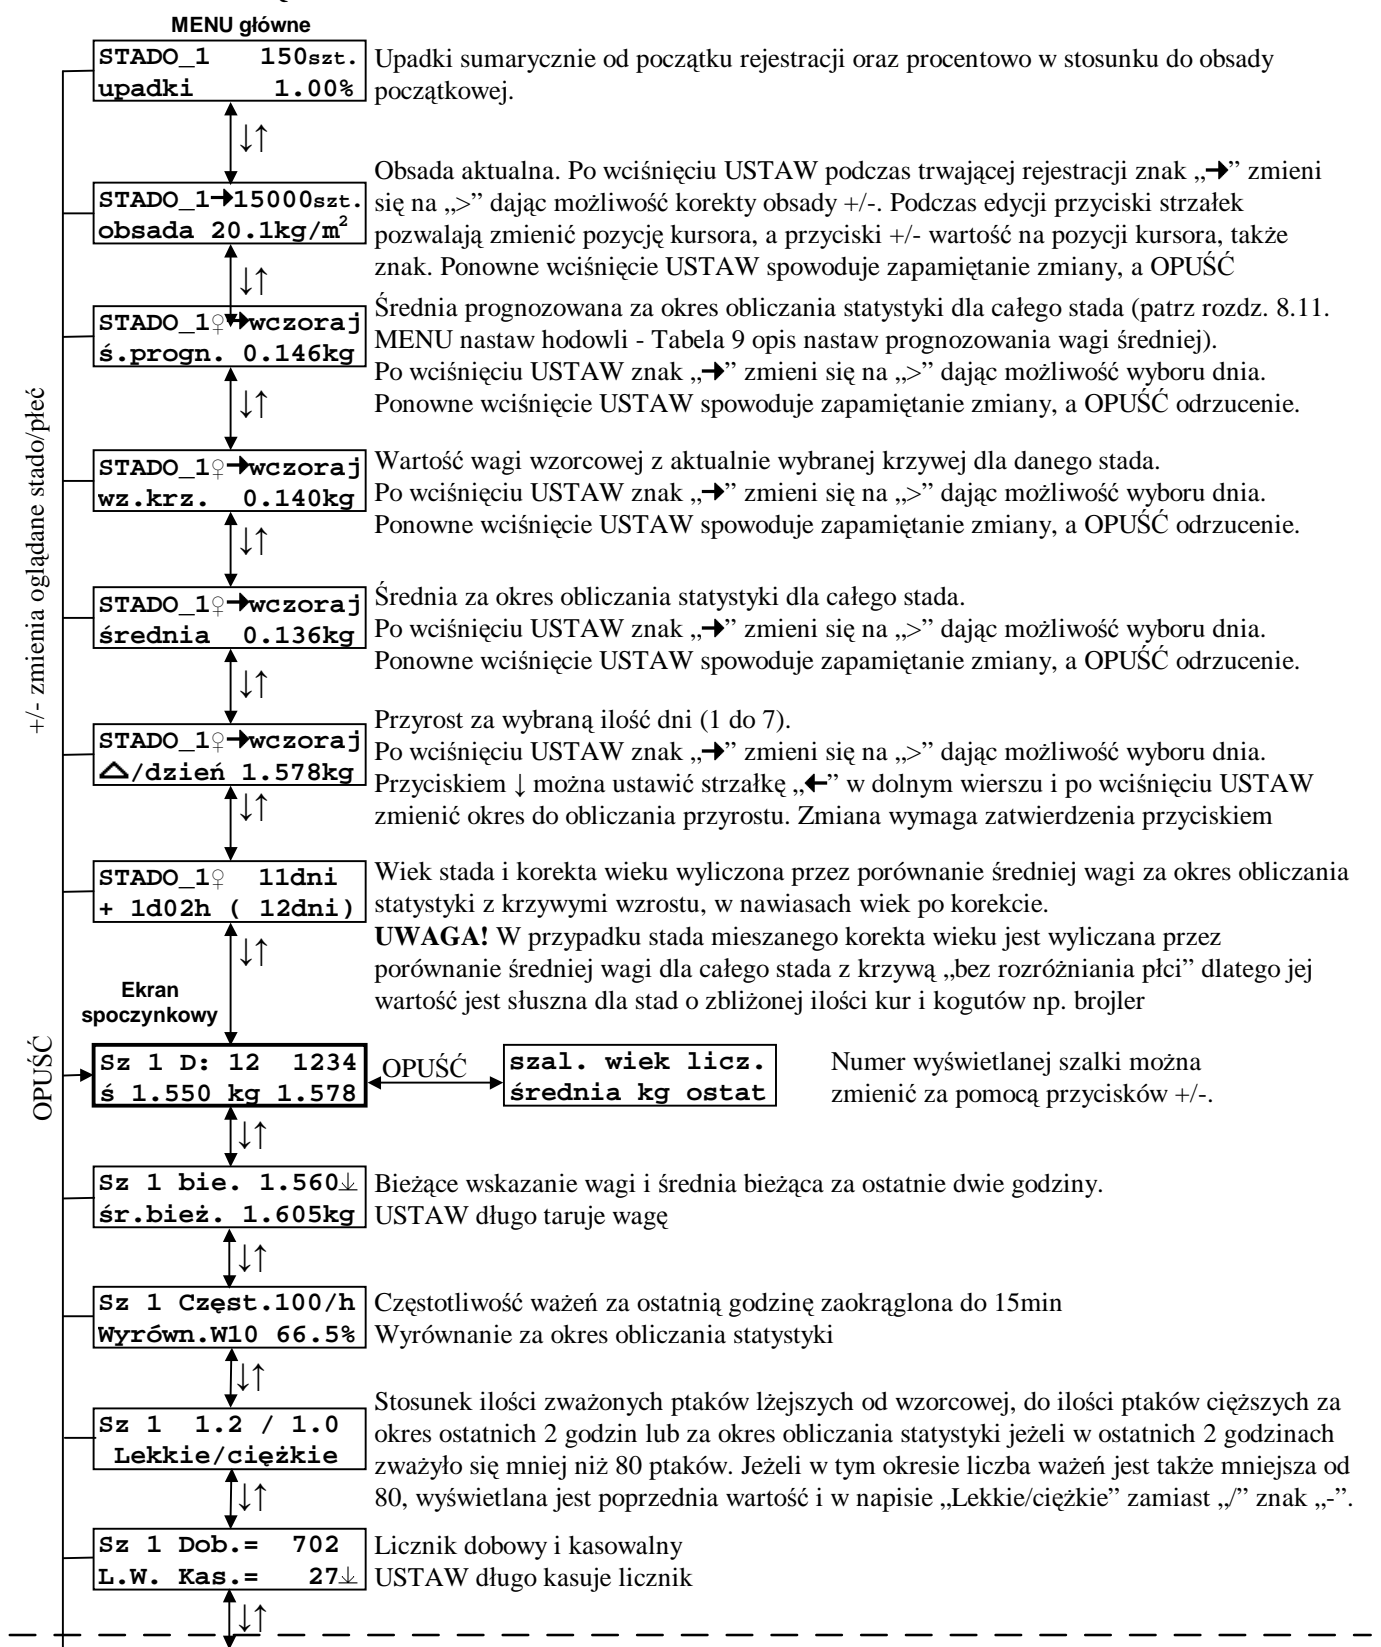 MENU główne
STADO_1 150szt.
upadki 1.00%
Upadki sumarycznie od początku rejestracji oraz procentowo w stosunku do obsady
początkowej.
↓↑
STADO_1→15000szt.
obsada 20.1kg/m²
Obsada aktualna. Po wciśnięciu USTAW podczas trwającej rejestracji znak „→” zmieni
się na „>” dając możliwość korekty obsady +/-. Podczas edycji przyciski strzałek
pozwalają zmienić pozycję kursora, a przyciski +/- wartość na pozycji kursora, także
znak. Ponowne wciśnięcie USTAW spowoduje zapamiętanie zmiany, a OPUŚĆ
↓↑
STADO_1♀→wczoraj
ś.progn. 0.146kg
Średnia prognozowana za okres obliczania statystyki dla całego stada (patrz rozdz. 8.11.
MENU nastaw hodowli - Tabela 9 opis nastaw prognozowania wagi średniej).
Po wciśnięciu USTAW znak „→” zmieni się na „>” dając możliwość wyboru dnia.
Ponowne wciśnięcie USTAW spowoduje zapamiętanie zmiany, a OPUŚĆ odrzucenie.
↓↑
STADO_1♀→wczoraj
wz.krz. 0.140kg
Wartość wagi wzorcowej z aktualnie wybranej krzywej dla danego stada.
Po wciśnięciu USTAW znak „→” zmieni się na „>” dając możliwość wyboru dnia.
Ponowne wciśnięcie USTAW spowoduje zapamiętanie zmiany, a OPUŚĆ odrzucenie.
↓↑
+/- zmienia oglądane stado/płeć
STADO_1♀→wczoraj
średnia 0.136kg
Średnia za okres obliczania statystyki dla całego stada.
Po wciśnięciu USTAW znak „→” zmieni się na „>” dając możliwość wyboru dnia.
Ponowne wciśnięcie USTAW spowoduje zapamiętanie zmiany, a OPUŚĆ odrzucenie.
↓↑
STADO_1♀→wczoraj
△/dzień 1.578kg
Przyrost za wybraną ilość dni (1 do 7).
Po wciśnięciu USTAW znak „→” zmieni się na „>” dając możliwość wyboru dnia.
Przyciskiem ↓ można ustawić strzałkę „←” w dolnym wierszu i po wciśnięciu USTAW
zmienić okres do obliczania przyrostu. Zmiana wymaga zatwierdzenia przyciskiem
↓↑
STADO_1♀ 11dni
+ 1d02h ( 12dni)
Wiek stada i korekta wieku wyliczona przez porównanie średniej wagi za okres obliczania
statystyki z krzywymi wzrostu, w nawiasach wiek po korekcie.
UWAGA! W przypadku stada mieszanego korekta wieku jest wyliczana przez
porównanie średniej wagi dla całego stada z krzywą „bez rozróżniania płci” dlatego jej
wartość jest słuszna dla stad o zbliżonej ilości kur i kogutów np. brojler
↓↑
Ekran
spoczynkowy
OPUŚĆ
Sz 1 D: 12 1234
ś 1.550 kg 1.578
OPUŚĆ
szal. wiek licz.
średnia kg ostat
Numer wyświetlanej szalki można
zmienić za pomocą przycisków +/-.
↓↑
Sz 1 bie. 1.560↓
śr.bież. 1.605kg
Bieżące wskazanie wagi i średnia bieżąca za ostatnie dwie godziny.
USTAW długo taruje wagę
↓↑
Sz 1 Częst.100/h
Wyrówn.W10 66.5%
Częstotliwość ważeń za ostatnią godzinę zaokrąglona do 15min
Wyrównanie za okres obliczania statystyki
↓↑
Sz 1 1.2 / 1.0
Lekkie/ciężkie
Stosunek ilości zważonych ptaków lżejszych od wzorcowej, do ilości ptaków cięższych za
okres ostatnich 2 godzin lub za okres obliczania statystyki jeżeli w ostatnich 2 godzinach
zważyło się mniej niż 80 ptaków. Jeżeli w tym okresie liczba ważeń jest także mniejsza od
80, wyświetlana jest poprzednia wartość i w napisie „Lekkie/ciężkie” zamiast „/” znak „-”.
↓↑
Sz 1 Dob.= 702
L.W. Kas.= 27↓
Licznik dobowy i kasowalny
USTAW długo kasuje licznik
↓↑